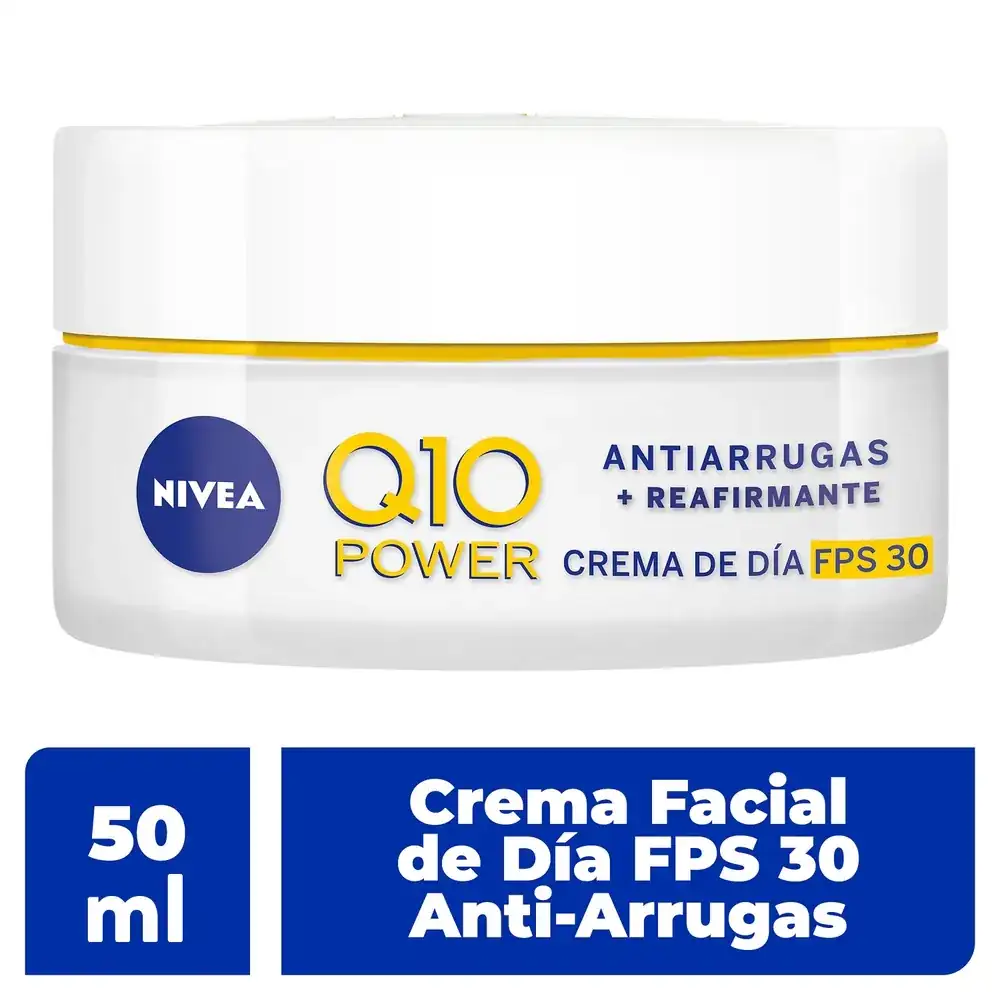 NIVEA
Q10
POWER
ANTIARRUGAS
+ REAFIRMANTE
CREMA DE DÍA FPS 30
50
ml
Crema Facial
de Día FPS 30
Anti-Arrugas